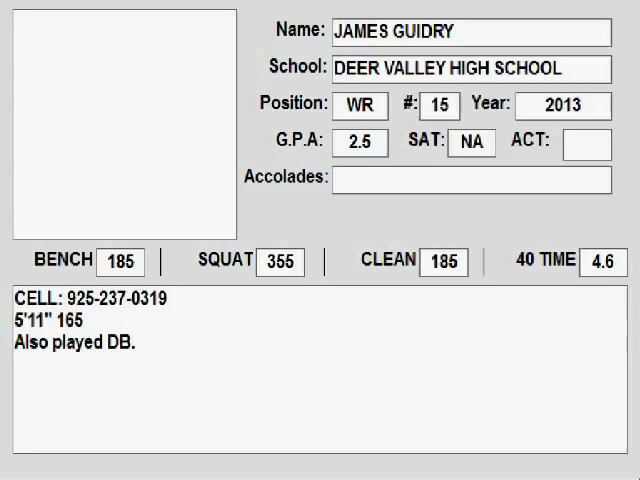 Name: JAMES GUIDRY
School: DEER VALLEY HIGH SCHOOL
Position: WR #: 15 Year: 2013
G.P.A: 2.5 SAT: NA ACT:
Accolades:
BENCH 185 SQUAT 355 CLEAN 185 40 TIME 4.6
CELL: 925-237-0319
5'11" 165
Also played DB.